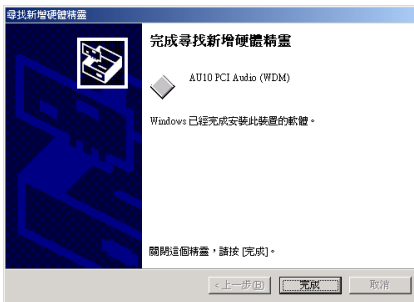 尋找新增硬體精靈
完成尋找新增硬體精靈
AU10 PCI Audio (WDM)
Windows 已經完成安裝此裝置的軟體。
關閉這個精靈，請按 [完成]。
<上一步(B)
完成
取消